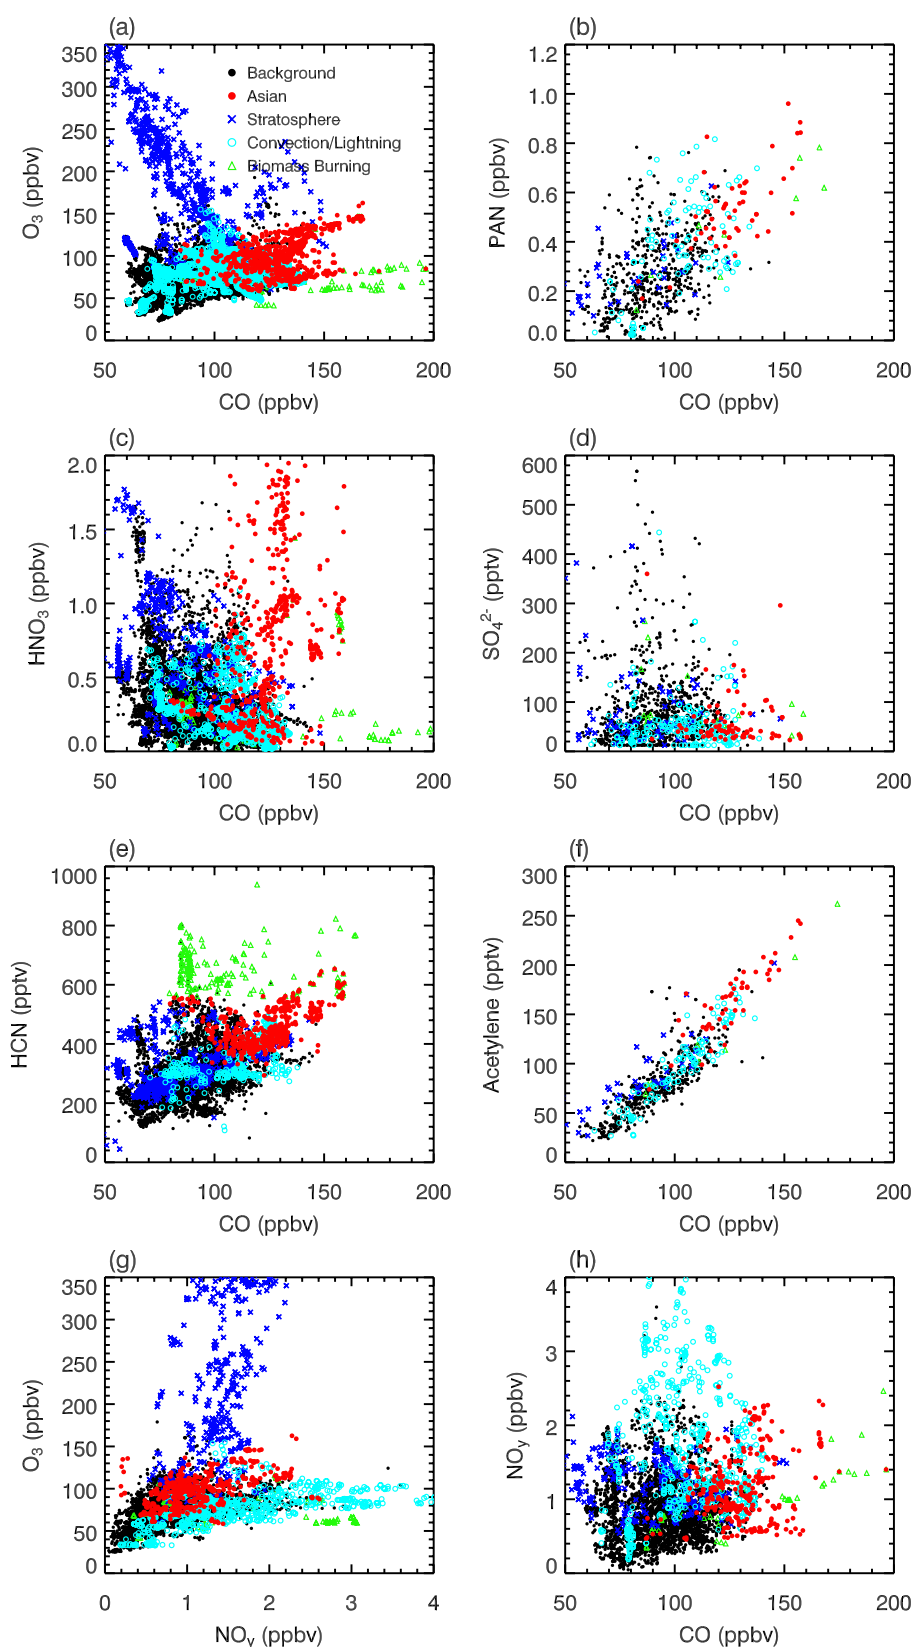 (a)
O3 (ppbv)
350
300
250
200
150
100
50
0
Background
Asian
Stratosphere
Convection/Lightning
Biomass Burning
50 100 150 200
CO (ppbv)
(b)
PAN (ppbv)
1.2
1.0
0.8
0.6
0.4
0.2
0.0
50 100 150 200
CO (ppbv)
(c)
HNO3 (ppbv)
2.0
1.5
1.0
0.5
0.0
50 100 150 200
CO (ppbv)
(d)
SO4 2- (pptv)
600
500
400
300
200
100
0
50 100 150 200
CO (ppbv)
(e)
HCN (pptv)
1000
800
600
400
200
0
50 100 150 200
CO (ppbv)
(f)
Acetylene (pptv)
300
250
200
150
100
50
0
50 100 150 200
CO (ppbv)
(g)
O3 (ppbv)
350
300
250
200
150
100
50
0
0 1 2 3 4
NOy (ppbv)
(h)
NOy (ppbv)
4
3
2
1
0
50 100 150 200
CO (ppbv)